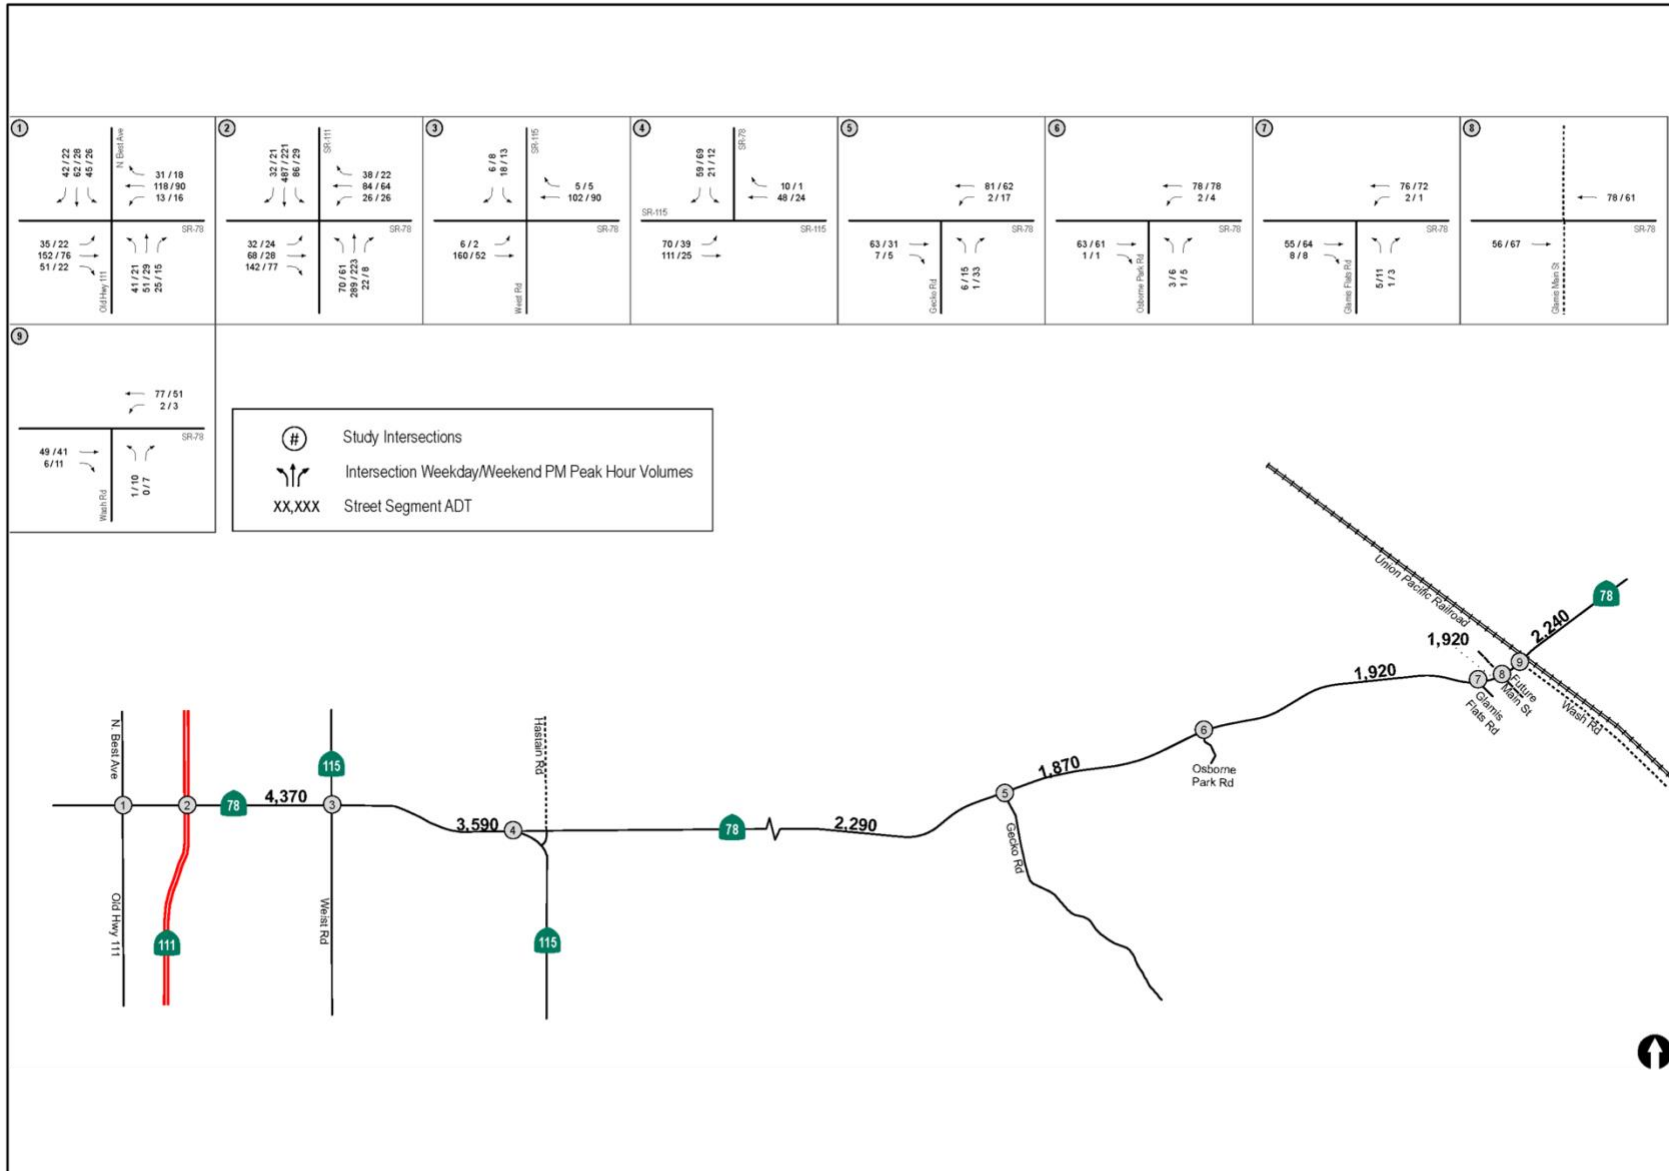 1
42 / 22
62 / 28
45 / 26
N. Best Ave
31 / 18
118 / 90
13 / 16
SR-78
35 / 22
152 / 76
51 / 22
Old Hwy 111
41 / 21
51 / 29
25 / 15
2
32 / 21
487 / 221
86 / 29
SR-111
38 / 22
84 / 64
26 / 26
SR-78
32 / 24
68 / 28
142 / 77
70 / 61
289 / 223
22 / 8
3
6 / 8
18 / 13
SR-115
5 / 5
102 / 90
SR-78
6 / 2
160 / 52
Weist Rd
4
59 / 69
21 / 12
SR-78
10 / 1
48 / 24
SR-115
SR-115
70 / 39
111 / 25
5
81 / 62
2 / 17
SR-78
63 / 31
7 / 5
Gecko Rd
6 / 15
1 / 33
6
78 / 78
2 / 4
SR-78
63 / 61
1 / 1
Osborne Park Rd
3 / 6
1 / 5
7
76 / 72
2 / 1
SR-78
55 / 64
8 / 8
Glamis Flats Rd
5 / 11
1 / 3
8
78 / 61
SR-78
56 / 67
Glamis Main St
9
77 / 51
2 / 3
SR-78
49 / 41
6 / 11
Wash Rd
1 / 10
0 / 7
# Study Intersections
Intersection Weekday/Weekend PM Peak Hour Volumes
XX,XXX Street Segment ADT
Union Pacific Railroad
78
2,240
1,920
9
8
7
Future
Main St
Glamis
Flats Rd
Wash Rd
1,920
6
Osborne
Park Rd
1,870
5
Gecko Rd
N. Best Ave
115
Hastain Rd
1
2
78
4,370
3
3,590
4
78
2,290
Old Hwy 111
111
Weist Rd
115